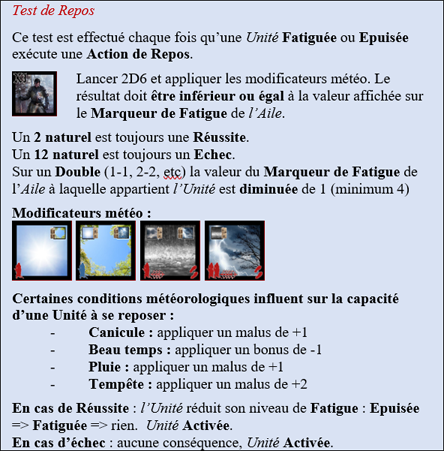 Test de Repos
Ce test est effectué chaque fois qu'une Unité Fatiguée ou Epuisée
exécute une Action de Repos.
Lancer 2D6 et appliquer les modificateurs météo. Le
résultat doit être inférieur ou égal à la valeur affichée sur
le Marqueur de Fatigue de l'Aile.
Un 2 naturel est toujours une Réussite.
Un 12 naturel est toujours un Echec.
Sur un Double (1-1, 2-2, etc) la valeur du Marqueur de Fatigue de
l'Aile à laquelle appartient l'Unité est diminuée de 1 (minimum 4)
Modificateurs météo :
Certaines conditions météorologiques influent sur la capacité
d'une Unité à se reposer :
- Canicule : appliquer un malus de +1
- Beau temps : appliquer un bonus de -1
- Pluie : appliquer un malus de +1
- Tempête : appliquer un malus de +2
En cas de Réussite : l'Unité réduit son niveau de Fatigue : Epuisée
=> Fatiguée => rien. Unité Activée.
En cas d'échec : aucune conséquence, Unité Activée.